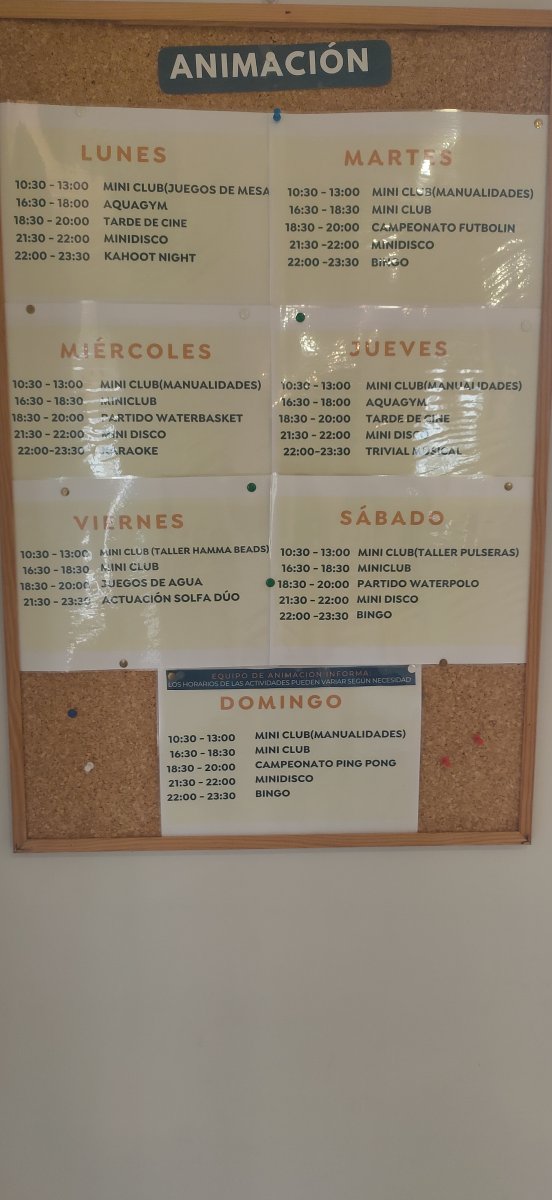 ANIMACIÓN
LUNES
10:30 - 13:00 MINI CLUB(JUEGOS DE MESA
16:30 - 18:00 AQUAGYM
18:30 - 20:00 TARDE DE CINE
21:30 - 22:00 MINIDISCO
22:00 - 23:30 KAHOOT NIGHT
MARTES
10:30 - 13:00 MINI CLUB(MANUALIDADES)
16:30 - 18:30 MINI CLUB
18:30 - 20:00 CAMPEONATO FUTBOLIN
21:30 -22:00 MINIDISCO
22:00 -23:30 BINGO
MIÉRCOLES
10:30 - 13:00 MINI CLUB(MANUALIDADES)
16:30 - 18:30 MINICLUB
18:30 - 20:00 PARTIDO WATERBASKET
21:30 - 22:00 MINI DISCO
22:00-23:30 KARAOKE
JUEVES
10:30 - 13:00 MINI CLUB(MANUALIDADES)
16:30 - 18:00 AQUAGYM
18:30 - 20:00 TARDE DE CINE
21:30 - 22:00 MINI DISCO
22:00-23:30 TRIVIAL MUSICAL
VIERNES
10:30 - 13:00 MINI CLUB (TALLER HAMMA BEADS)
16:30 - 18:30 MINI CLUB
18:30 - 20:00 JUEGOS DE AGUA
21:30 - 23:30 ACTUACIÓN SOLFA DÚO
SÁBADO
10:30 - 13:00 MINI CLUB(TALLER PULSERAS)
16:30 - 18:30 MINICLUB
18:30 - 20:00 PARTIDO WATERPOLO
21:30 - 22:00 MINI DISCO
22:00 -23:30 BINGO
EQUIPO DE ANIMACIÓN INFORMA:
LOS HORARIOS DE LAS ACTIVIDADES PUEDEN VARIAR SEGÚN NECESIDAD
DOMINGO
10:30 - 13:00 MINI CLUB(MANUALIDADES)
16:30 - 18:30 MINI CLUB
18:30 - 20:00 CAMPEONATO PING PONG
21:30 - 22:00 MINIDISCO
22:00 - 23:30 BINGO